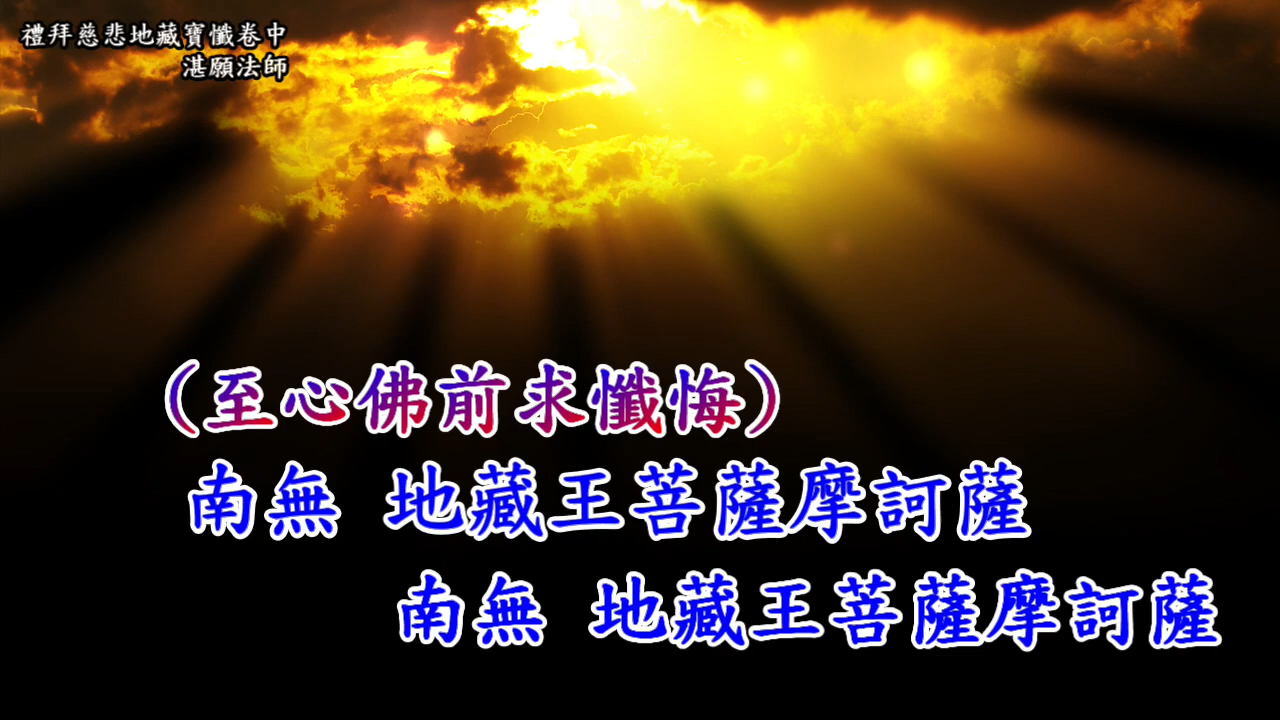 禮拜慈悲地藏寶懺卷中
湛願法師
(至心佛前求懺悔)
南無 地藏王菩薩摩訶薩
南無 地藏王菩薩摩訶薩